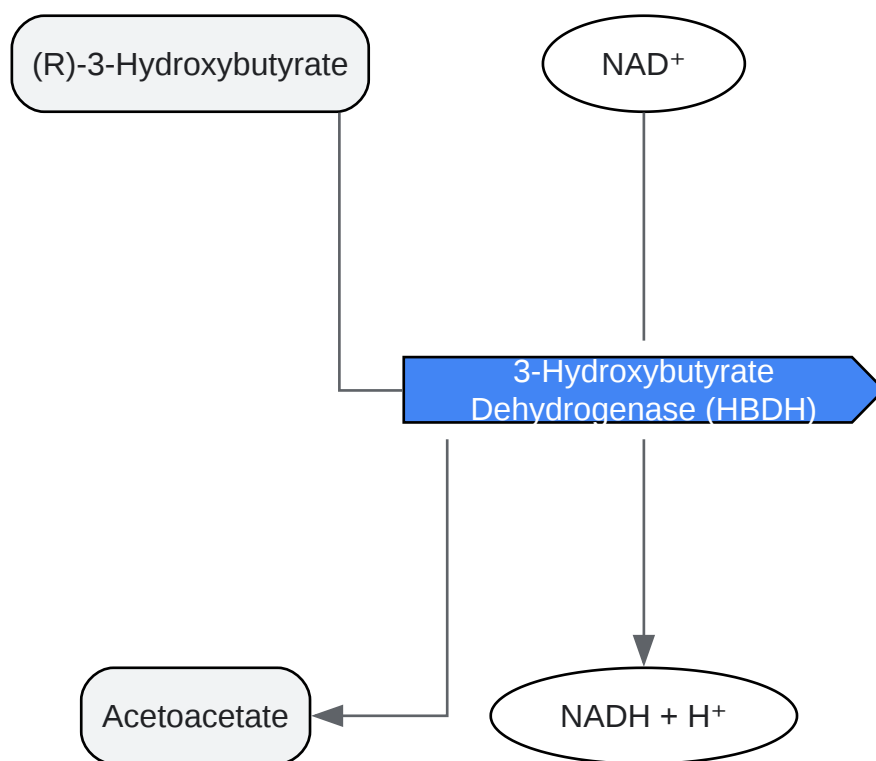 (R)-3-Hydroxybutyrate
NAD⁺
3-Hydroxybutyrate
Dehydrogenase (HBDH)
Acetoacetate
NADH + H⁺